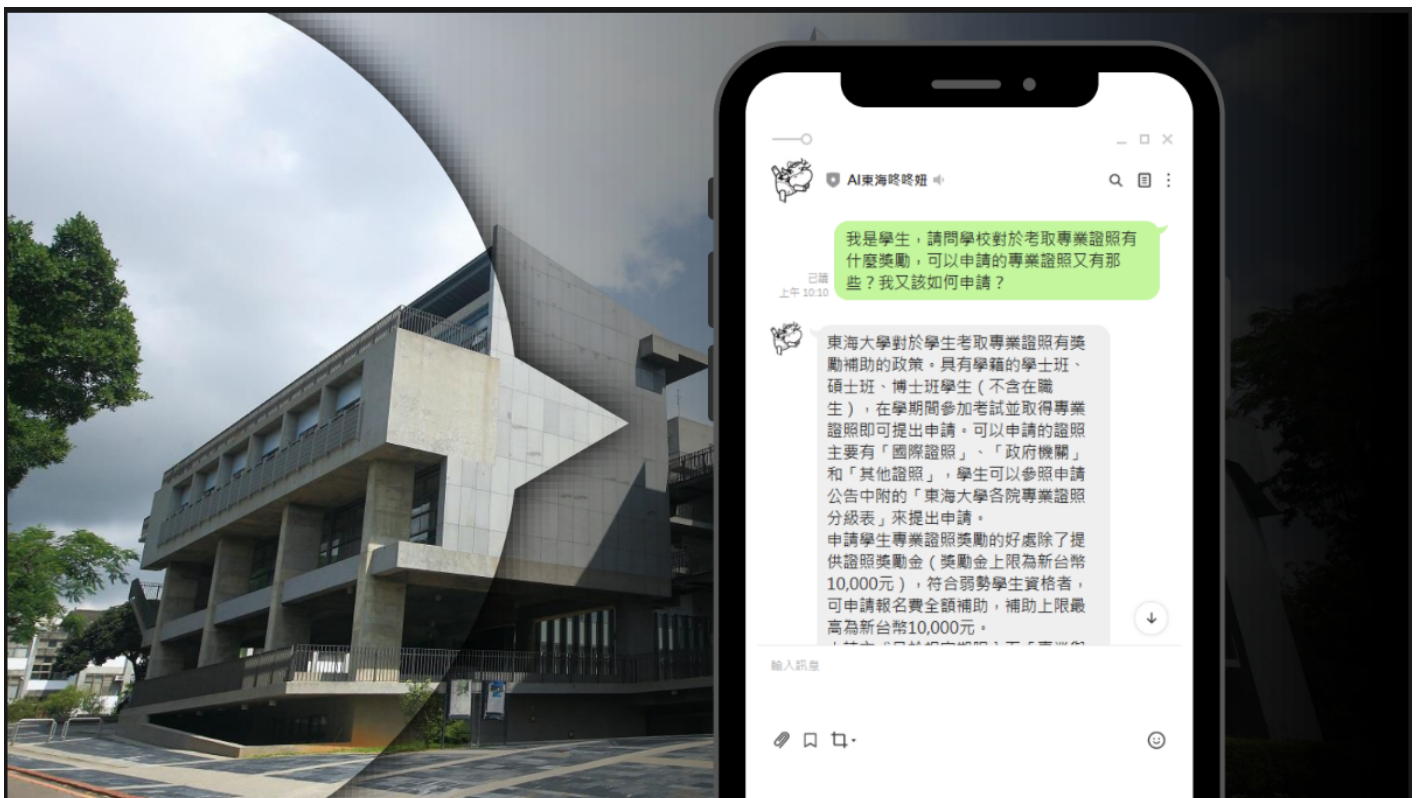 AI東海咚咚妞
我是學生，請問學校對於考取專業證照有
什麼獎勵，可以申請的專業證照又有那
些？我又該如何申請？
已讀
上午 10:10
東海大學對於學生考取專業證照有獎
勵補助的政策。具有學籍的學士班、
碩士班、博士班學生（不含在職
生），在學期間參加考試並取得專業
證照即可提出申請。可以申請的證照
主要有「國際證照」、「政府機關」
和「其他證照」，學生可以參照申請
公告中附的「東海大學各院專業證照
分級表」來提出申請。
申請學生專業證照獎勵的好處除了提
供證照獎勵金（獎勵金上限為新台幣
10,000元），符合弱勢學生資格者，
可申請報名費全額補助，補助上限最
高為新台幣10,000元。
輸入訊息